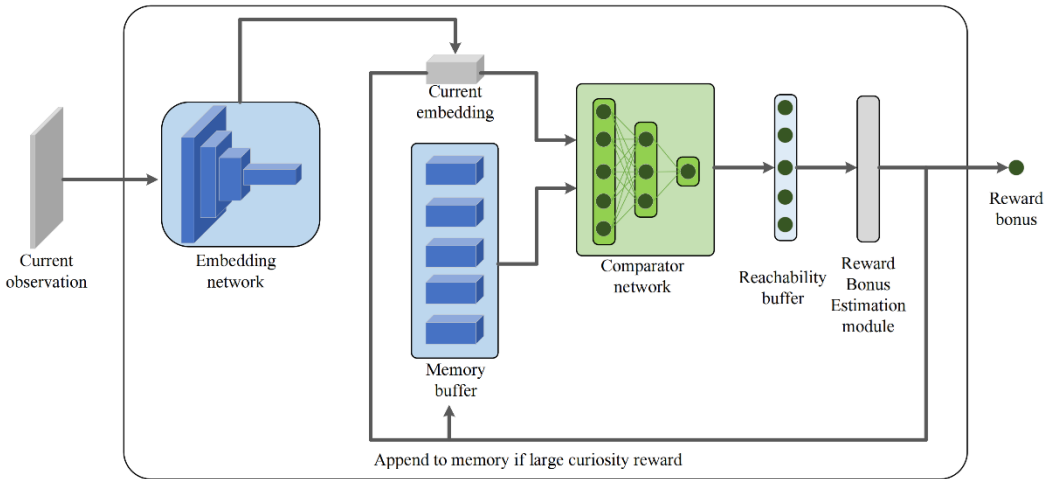 Current
embedding
Current
observation
Embedding
network
Memory
buffer
Comparator
network
Reachability
buffer
Reward
Bonus
Estimation
module
Reward
bonus
Append to memory if large curiosity reward